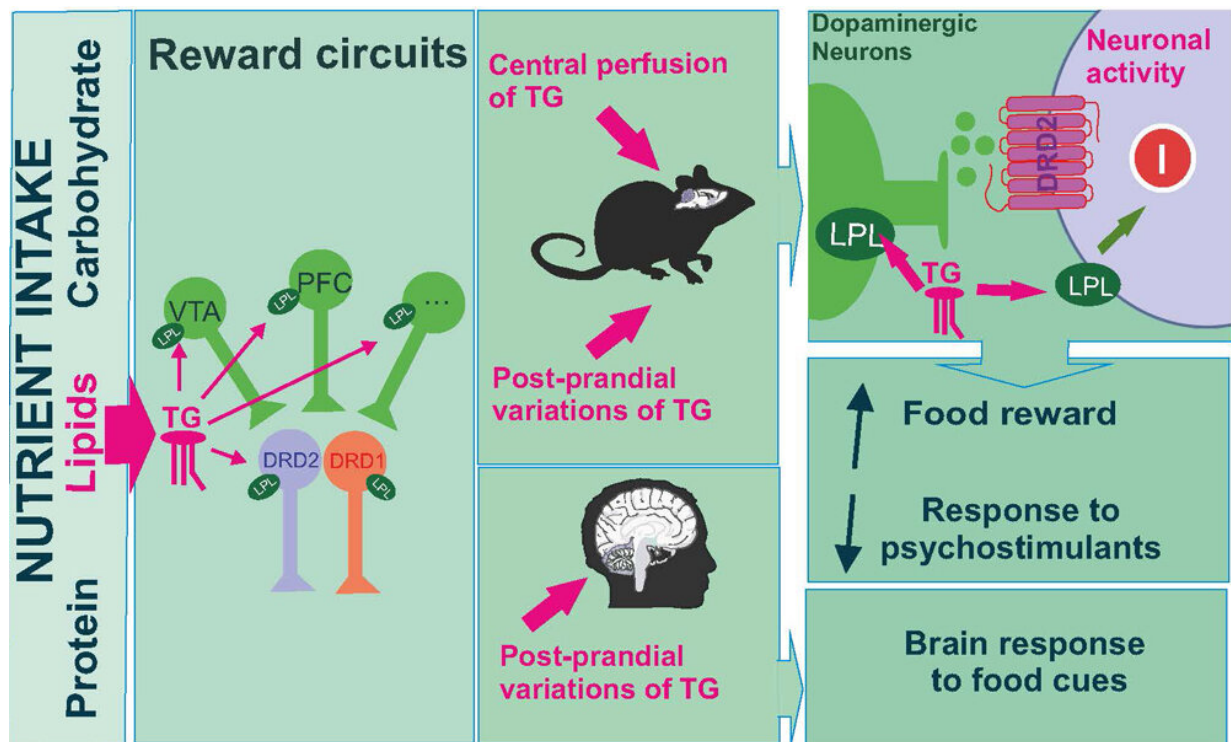 NUTRIENT INTAKE
Carbohydrate
Lipids
Protein
Reward circuits
VTA
LPL
PFC
LPL
...
LPL
TG
DRD2
LPL
DRD1
LPL
Central perfusion
of TG
Post-prandial
variations of TG
Post-prandial
variations of TG
Dopaminergic
Neurons
Neuronal
activity
DRD2
I
LPL
TG
LPL
Food reward
Response to
psychostimulants
Brain response
to food cues